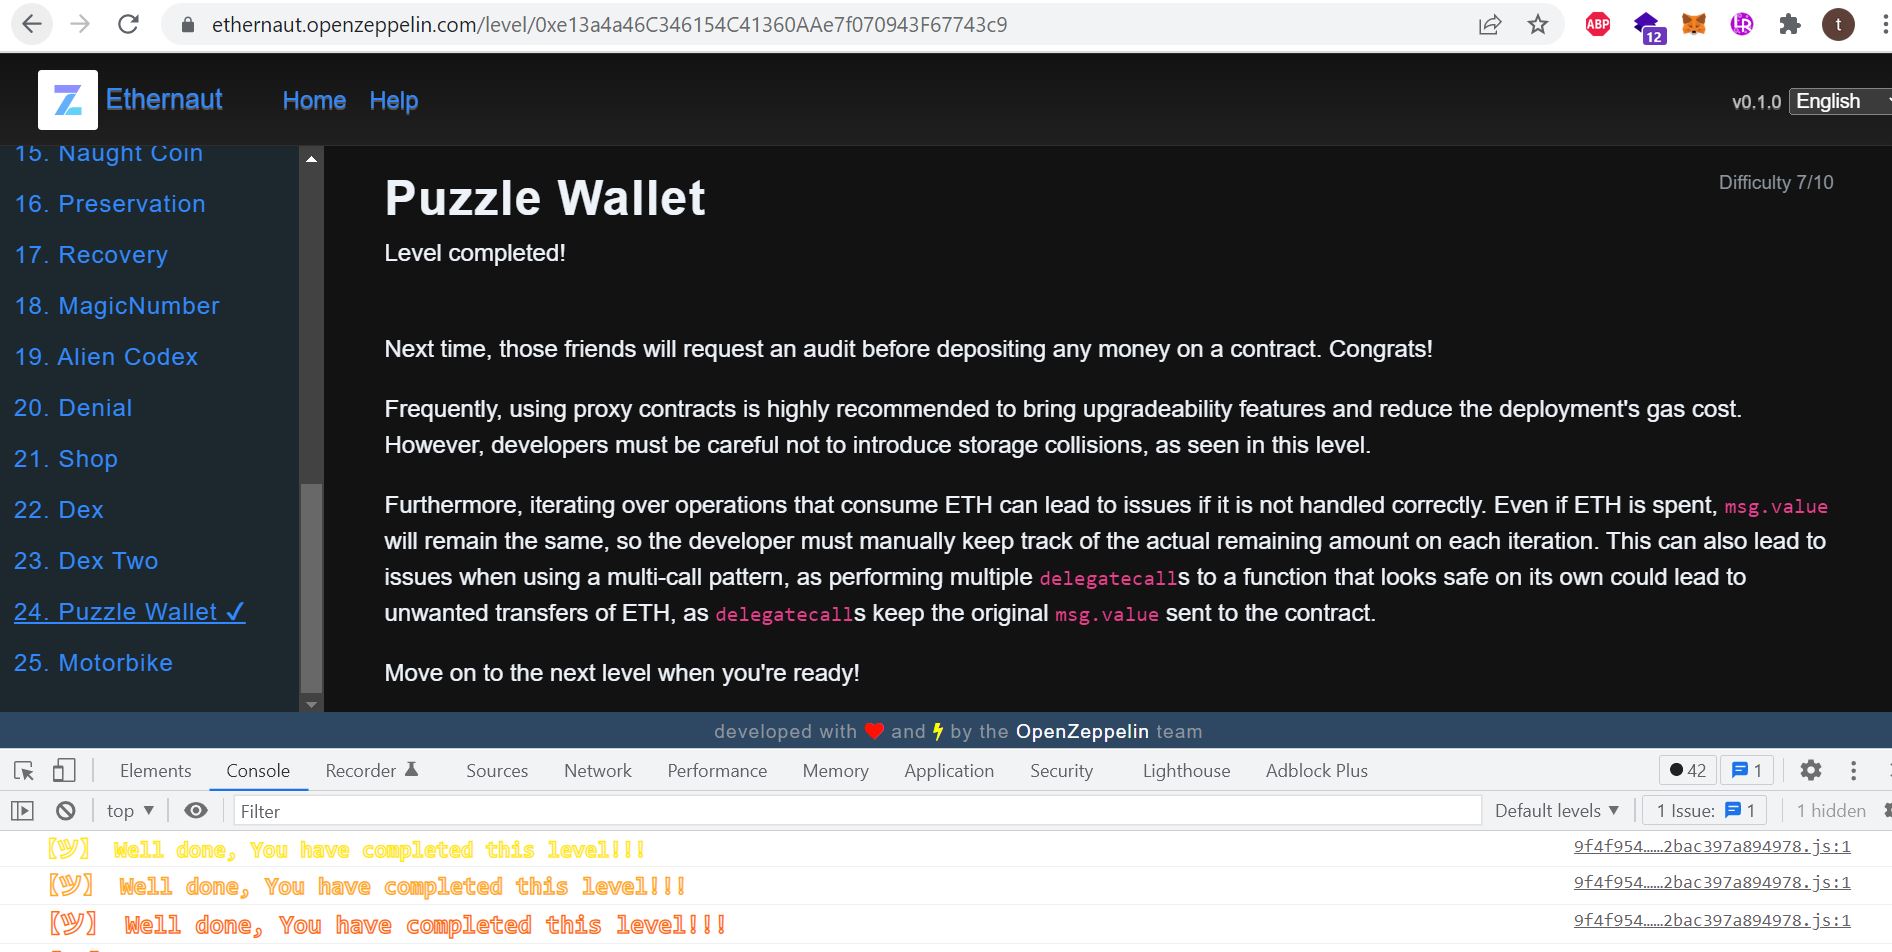 ethernaut.openzeppelin.com/level/0xe13a4a46C346154C41360AAe7f070943F67743c9
ABP
12
t
Ethernaut
Home
Help
v0.1.0
English
15. Naught Coin
16. Preservation
17. Recovery
18. MagicNumber
19. Alien Codex
20. Denial
21. Shop
22. Dex
23. Dex Two
24. Puzzle Wallet ✓
25. Motorbike
Puzzle Wallet
Difficulty 7/10
Level completed!
Next time, those friends will request an audit before depositing any money on a contract. Congrats!
Frequently, using proxy contracts is highly recommended to bring upgradeability features and reduce the deployment's gas cost.
However, developers must be careful not to introduce storage collisions, as seen in this level.
Furthermore, iterating over operations that consume ETH can lead to issues if it is not handled correctly. Even if ETH is spent, msg.value
will remain the same, so the developer must manually keep track of the actual remaining amount on each iteration. This can also lead to
issues when using a multi-call pattern, as performing multiple delegatecalls to a function that looks safe on its own could lead to
unwanted transfers of ETH, as delegatecalls keep the original msg.value sent to the contract.
Move on to the next level when you're ready!
developed with ❤ and ⚡ by the OpenZeppelin team
Elements Console Recorder Sources Network Performance Memory Application Security Lighthouse Adblock Plus
42 1
top Filter Default levels 1 Issue: 1 1 hidden
【ツ】 Well done, You have completed this level!!! 9f4f954……2bac397a894978.js:1
【ツ】 Well done, You have completed this level!!! 9f4f954……2bac397a894978.js:1
【ツ】 Well done, You have completed this level!!! 9f4f954……2bac397a894978.js:1